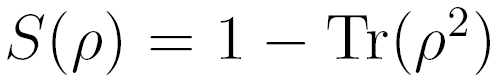 S(ρ) = 1 − Tr(ρ²)